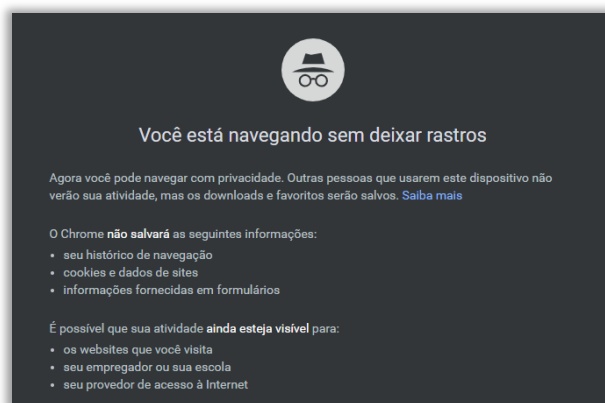 Você está navegando sem deixar rastros
Agora você pode navegar com privacidade. Outras pessoas que usarem este dispositivo não
verão sua atividade, mas os downloads e favoritos serão salvos. Saiba mais
O Chrome não salvará as seguintes informações:
• seu histórico de navegação
• cookies e dados de sites
• informações fornecidas em formulários
É possível que sua atividade ainda esteja visível para:
• os websites que você visita
• seu empregador ou sua escola
• seu provedor de acesso à Internet